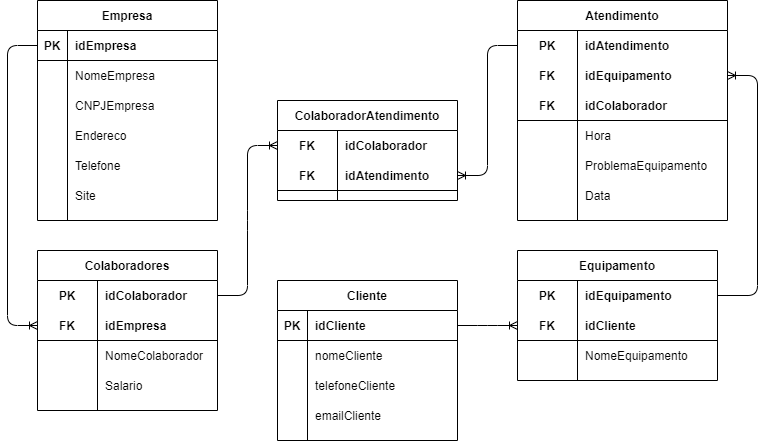 Empresa
PK idEmpresa
NomeEmpresa
CNPJEmpresa
Endereco
Telefone
Site
ColaboradorAtendimento
FK idColaborador
FK idAtendimento
Atendimento
PK idAtendimento
FK idEquipamento
FK idColaborador
Hora
ProblemaEquipamento
Data
Colaboradores
PK idColaborador
FK idEmpresa
NomeColaborador
Salario
Cliente
PK idCliente
nomeCliente
telefoneCliente
emailCliente
Equipamento
PK idEquipamento
FK idCliente
NomeEquipamento